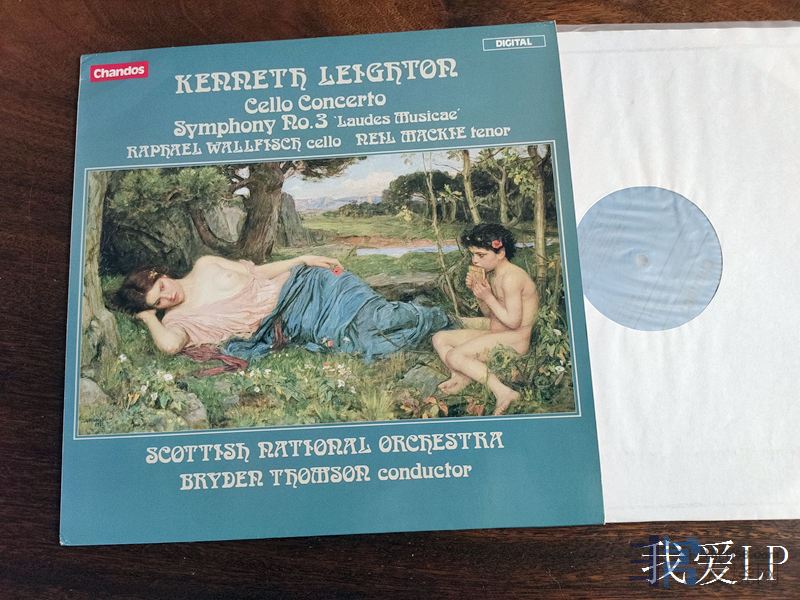 Chandos
DIGITAL
KENNETH LEIGHTON
Cello Concerto
Symphony No.3 'Laudes Musicae'
RAPHAEL WALLFISCH cello NEIL MACKIE tenor
SCOTTISH NATIONAL ORCHESTRA
BRYDEN THOMSON conductor
我爱LP